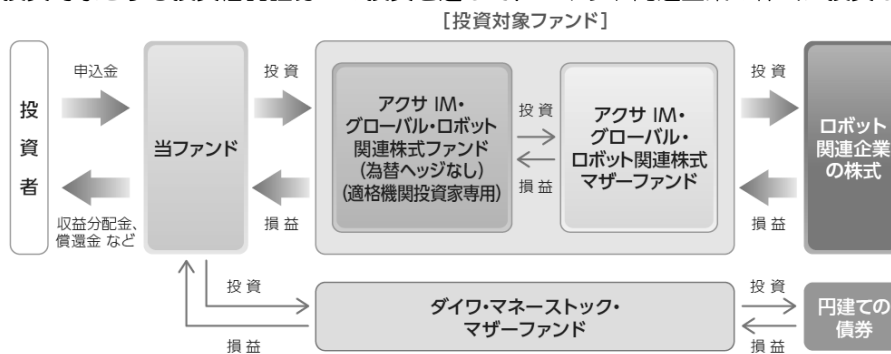 [投資対象ファンド]
投資者
申込金
収益分配金、
償還金 など
当ファンド
投 資
損 益
アクサ IM・
グローバル・ロボット
関連株式ファンド
(為替ヘッジなし)
(適格機関投資家専用)
投 資
損 益
アクサ IM・
グローバル・
ロボット関連株式
マザーファンド
投 資
損 益
ロボット
関連企業
の株式
投 資
損 益
ダイワ・マネーストック・
マザーファンド
投 資
損 益
円建ての
債券